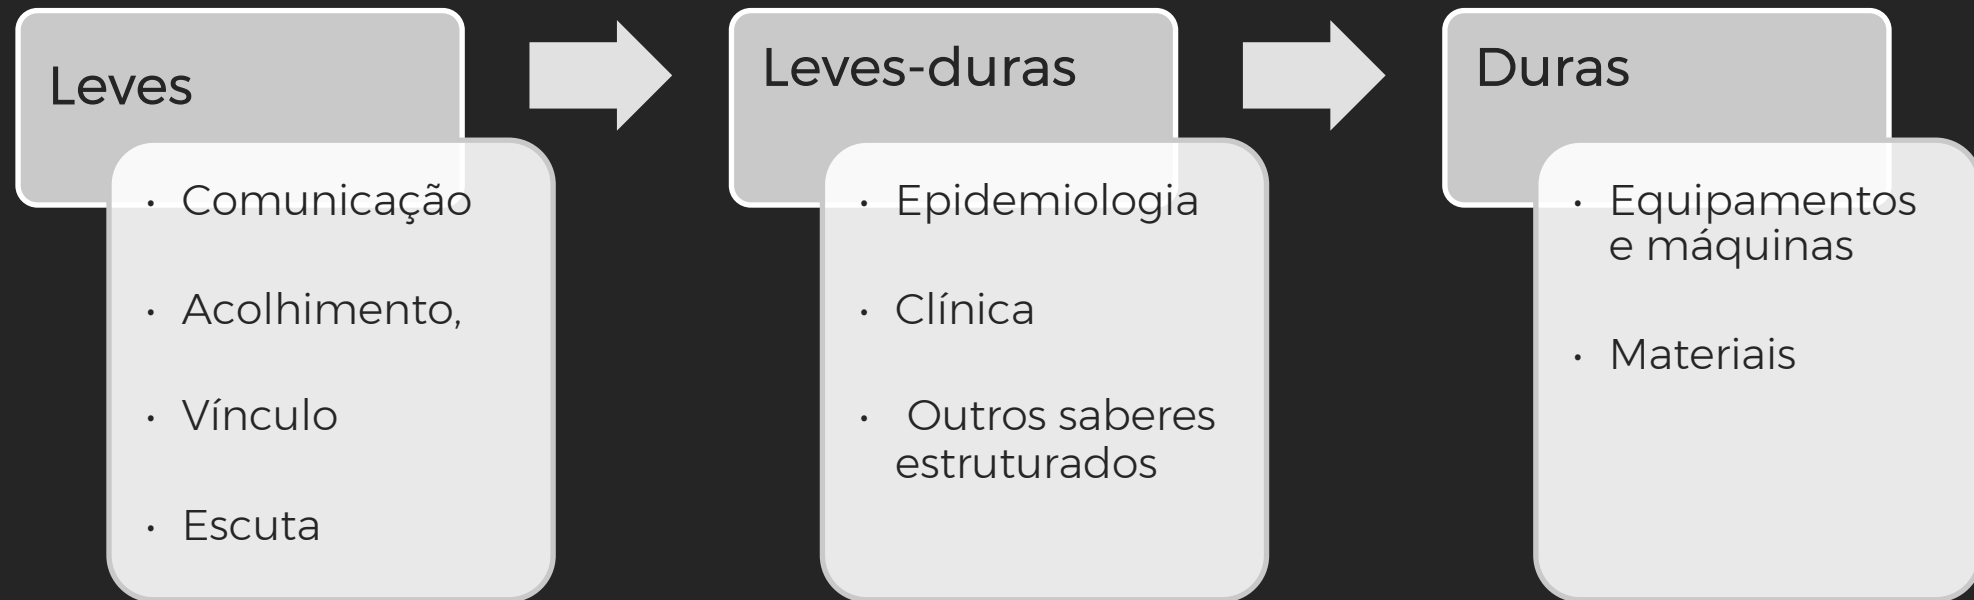 Leves
• Comunicação
• Acolhimento,
• Vínculo
• Escuta
Leves-duras
• Epidemiologia
• Clínica
• Outros saberes
estruturados
Duras
• Equipamentos
e máquinas
• Materiais